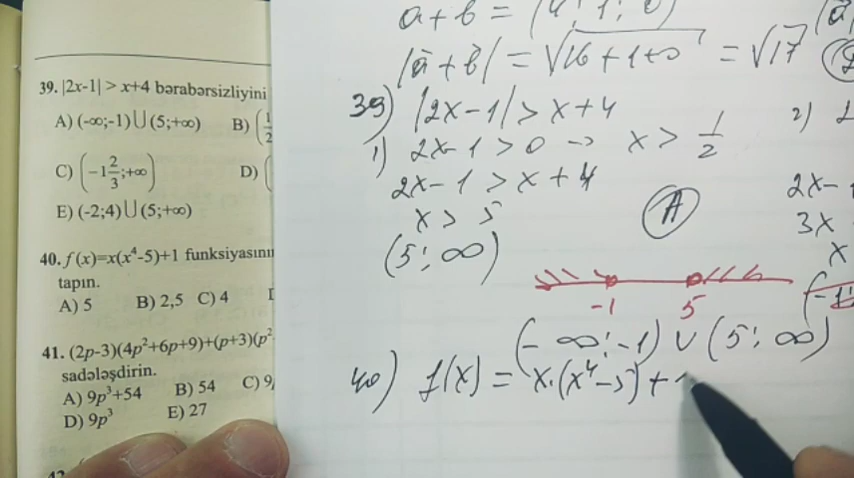 39. |2x-1| > x+4 bərabərsizliyini
A) (-∞;-1)⋃(5;+∞) B) (1/2
C) (-1 2/3;+∞) D) (
E) (-2;4)⋃(5;+∞)
40. f(x)=x(x⁴-5)+1 funksiyasını
tapın.
A) 5 B) 2,5 C) 4
41. (2p-3)(4p²+6p+9)+(p+3)(p²
sadələşdirin.
A) 9p³+54 B) 54 C) 9
D) 9p³ E) 27
a+b = (4; 1; 0)
|a⃗+b⃗| = √16+1+0 = √17
39) |2x-1| > x+4
1) 2x-1 > 0 → x > 1/2
2x-1 > x+4
x > 5
(5; ∞)
A
2)
2x-
3x
x
-1 5
(-∞; -1) ∪ (5; ∞)
40) f(x) = x·(x⁴-5)+